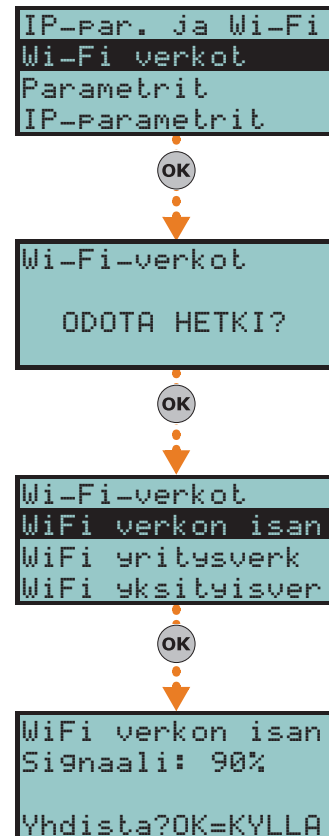 IP-par. ja Wi-Fi
Wi-Fi verkot
Parametrit
IP-parametrit
OK
Wi-Fi-verkot
ODOTA HETKI?
OK
Wi-Fi-verkot
WiFi verkon isan
WiFi yritysverk
WiFi yksityisver
OK
WiFi verkon isan
Signaali: 90%
Yhdista?OK=KYLLA